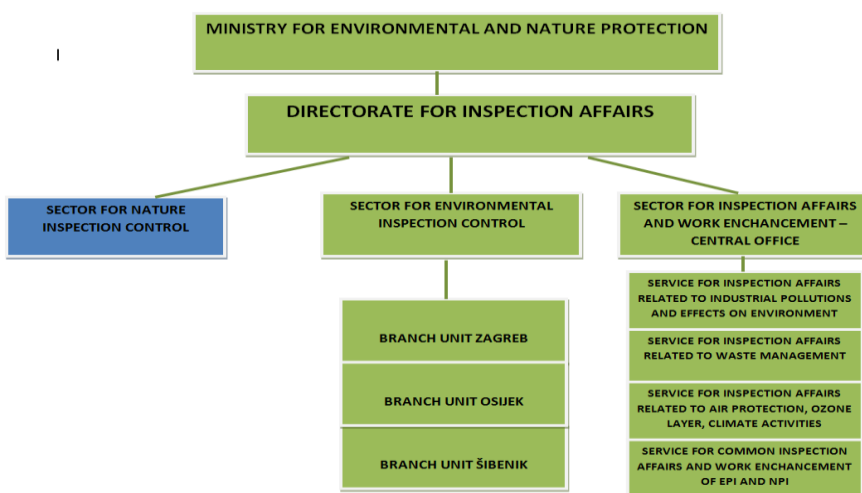 MINISTRY FOR ENVIRONMENTAL AND NATURE PROTECTION
DIRECTORATE FOR INSPECTION AFFAIRS
SECTOR FOR NATURE
INSPECTION CONTROL
SECTOR FOR ENVIRONMENTAL
INSPECTION CONTROL
SECTOR FOR INSPECTION AFFAIRS
AND WORK ENCHANCEMENT –
CENTRAL OFFICE
BRANCH UNIT ZAGREB
BRANCH UNIT OSIJEK
BRANCH UNIT ŠIBENIK
SERVICE FOR INSPECTION AFFAIRS
RELATED TO INDUSTRIAL POLLUTIONS
AND EFFECTS ON ENVIRONMENT
SERVICE FOR INSPECTION AFFAIRS
RELATED TO WASTE MANAGEMENT
SERVICE FOR INSPECTION AFFAIRS
RELATED TO AIR PROTECTION, OZONE
LAYER, CLIMATE ACTIVITIES
SERVICE FOR COMMON INSPECTION
AFFAIRS AND WORK ENCHANCEMENT
OF EPI AND NPI